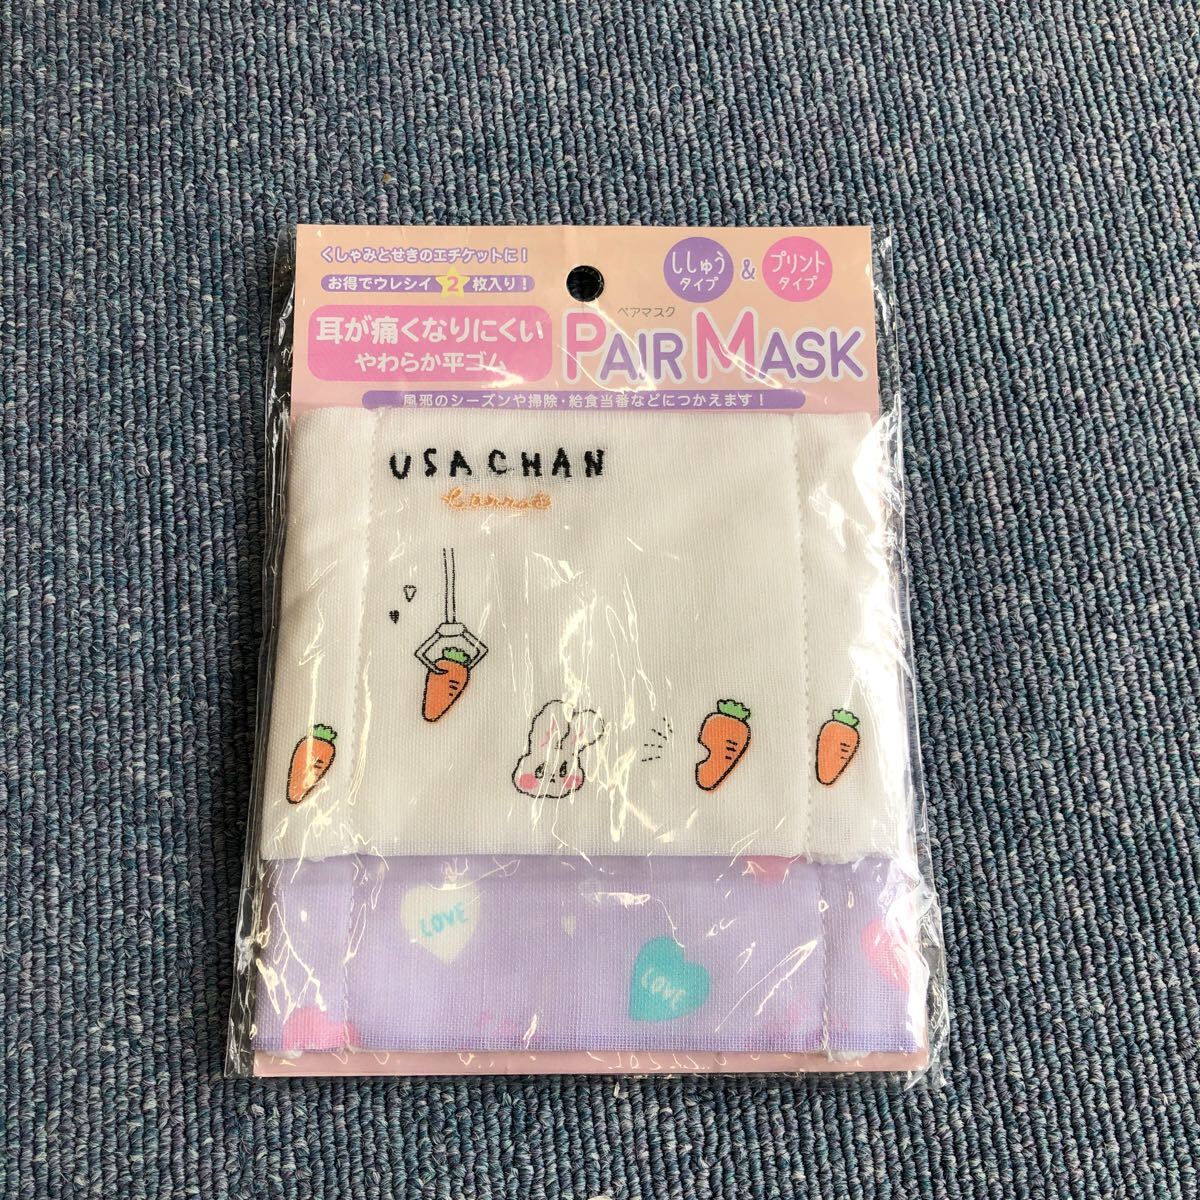 くしゃみとせきのエチケットに!
お得でウレシイ2枚入り!
耳が痛くなりにくい
やわらか平ゴム
ししゅう
タイプ
&
プリント
タイプ
ペアマスク
PAIR MASK
風邪のシーズンや掃除・給食当番などにつかえます!
USACHAN
carrot
LOVE
LOVE